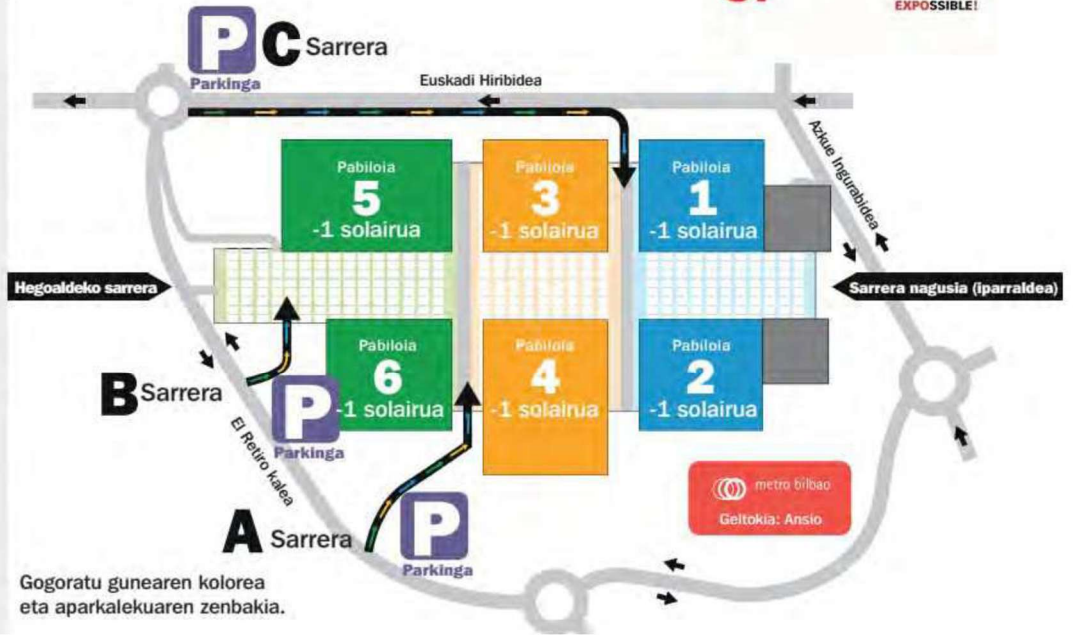 EXPOSSIBLE!
P C Sarrera
Parkinga
Euskadi Hiribidea
Azkue Ingurabidea
Pabiloia
5
-1 solairua
Pabiloia
3
-1 solairua
Pabiloia
1
-1 solairua
Hegoaldeko sarrera
Sarrera nagusia (iparraldea)
Pabiloia
6
-1 solairua
Pabiloia
4
-1 solairua
Pabiloia
2
-1 solairua
B Sarrera
P
Parkinga
El Retiro kalea
A Sarrera
P
Parkinga
metro bilbao
Geltokia: Ansio
Gogoratu gunearen kolorea
eta aparkalekuaren zenbakia.